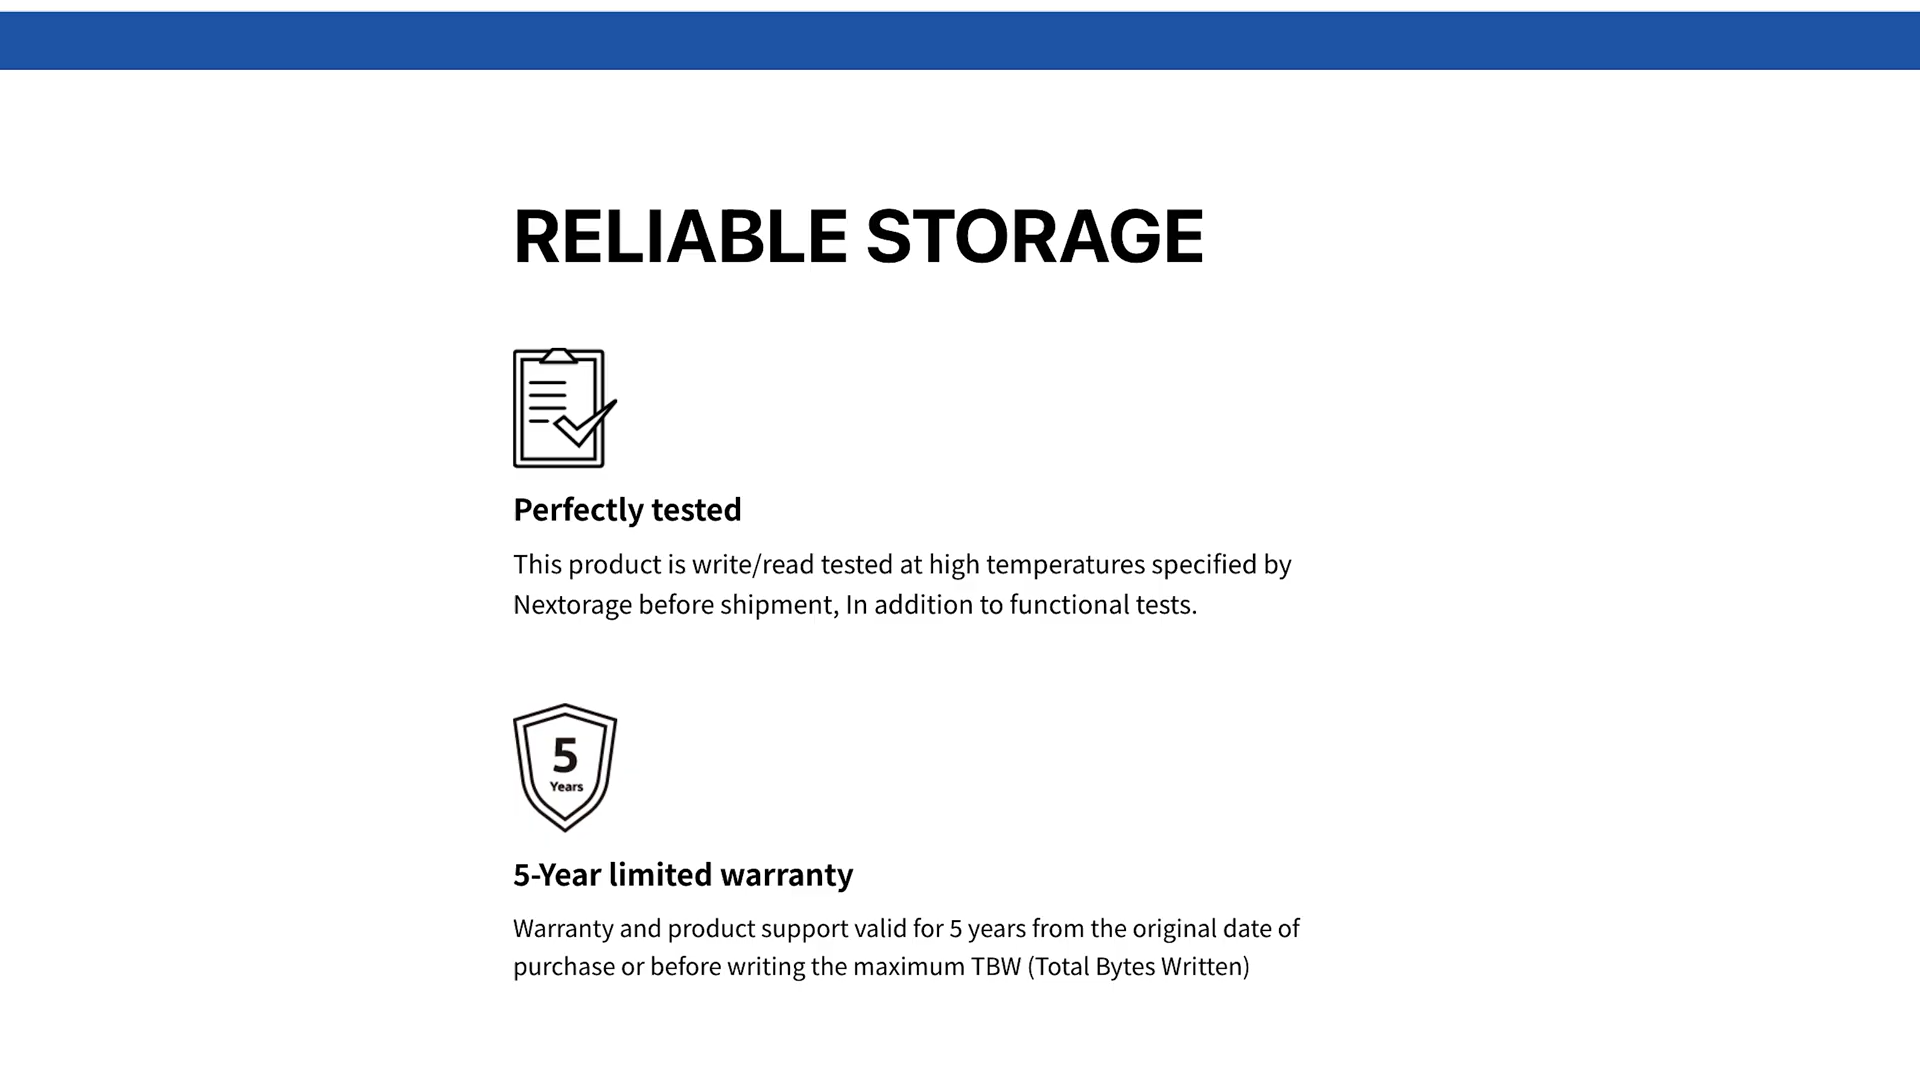 RELIABLE STORAGE
Perfectly tested
This product is write/read tested at high temperatures specified by
Nextorage before shipment, In addition to functional tests.
5
Years
5-Year limited warranty
Warranty and product support valid for 5 years from the original date of
purchase or before writing the maximum TBW (Total Bytes Written)